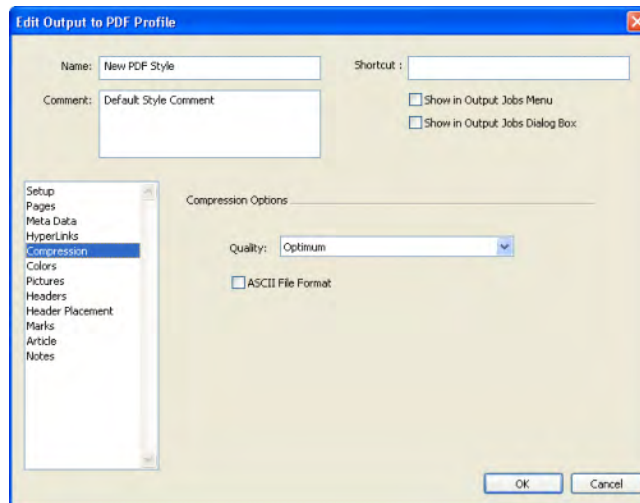 Edit Output to PDF Profile
Name: New PDF Style
Shortcut :
Comment: Default Style Comment
Show in Output Jobs Menu
Show in Output Jobs Dialog Box
Setup
Pages
Meta Data
HyperLinks
Compression
Colors
Pictures
Headers
Header Placement
Marks
Article
Notes
Compression Options
Quality: Optimum
ASCII File Format
OK Cancel